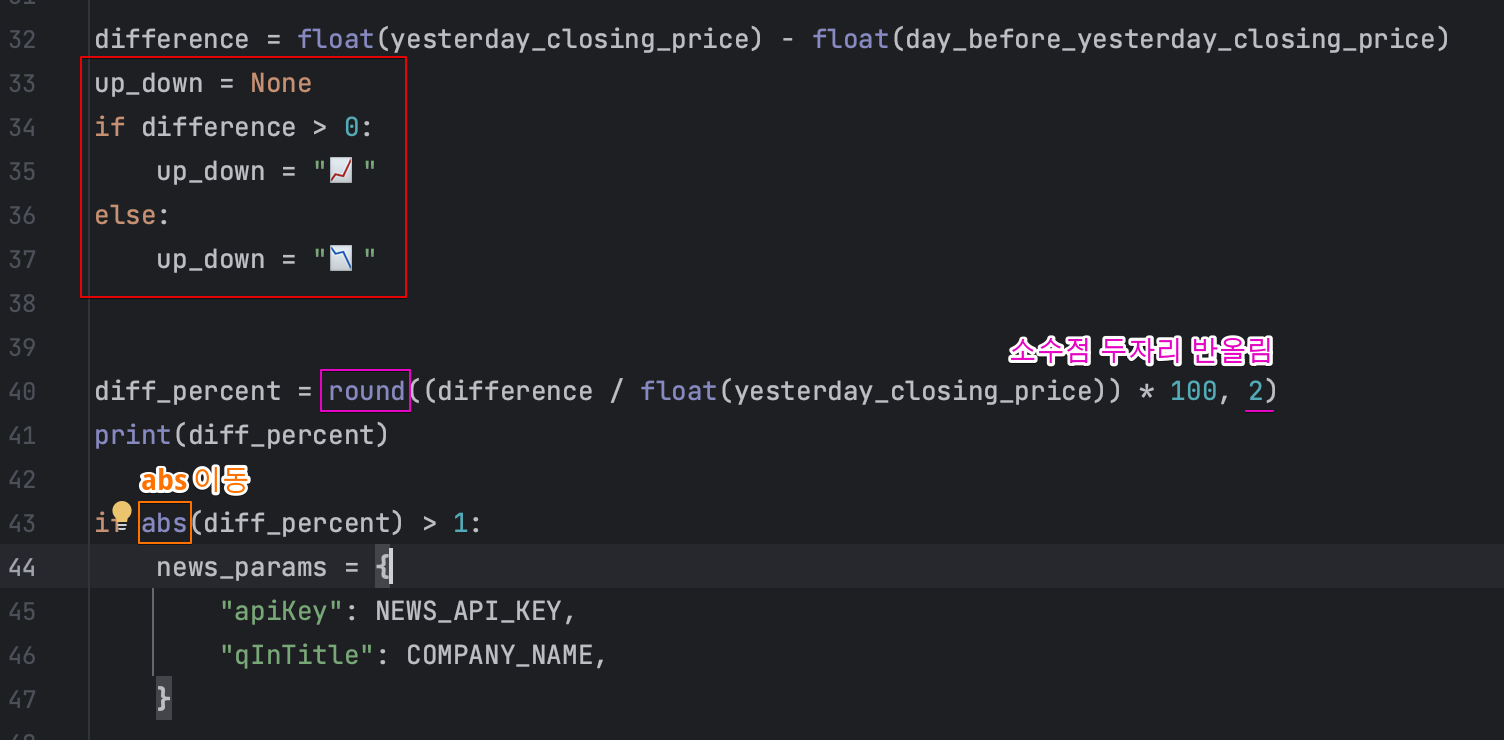 32 difference = float(yesterday_closing_price) - float(day_before_yesterday_closing_price)
33 up_down = None
34 if difference > 0:
35     up_down = "📈"
36 else:
37     up_down = "📉"
38
39
소수점 두자리 반올림
40 diff_percent = round((difference / float(yesterday_closing_price)) * 100, 2)
41 print(diff_percent)
42
abs 이동
43 if abs(diff_percent) > 1:
44     news_params = {
45         "apiKey": NEWS_API_KEY,
46         "qInTitle": COMPANY_NAME,
47     }